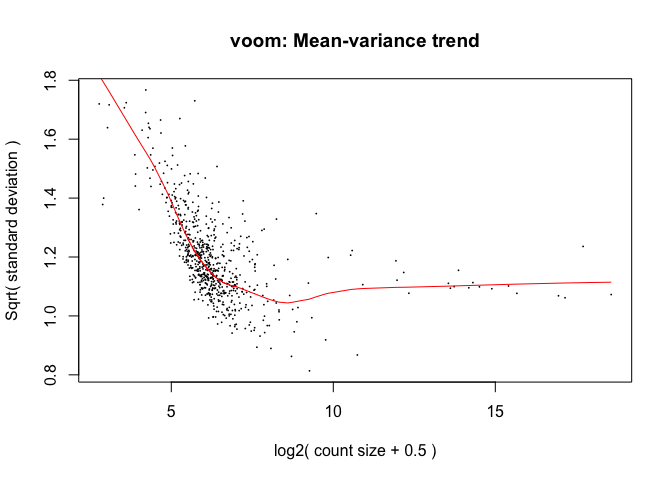 voom: Mean-variance trend
Sqrt( standard deviation )
1.8
1.6
1.4
1.2
1.0
0.8
5 10 15
log2( count size + 0.5 )